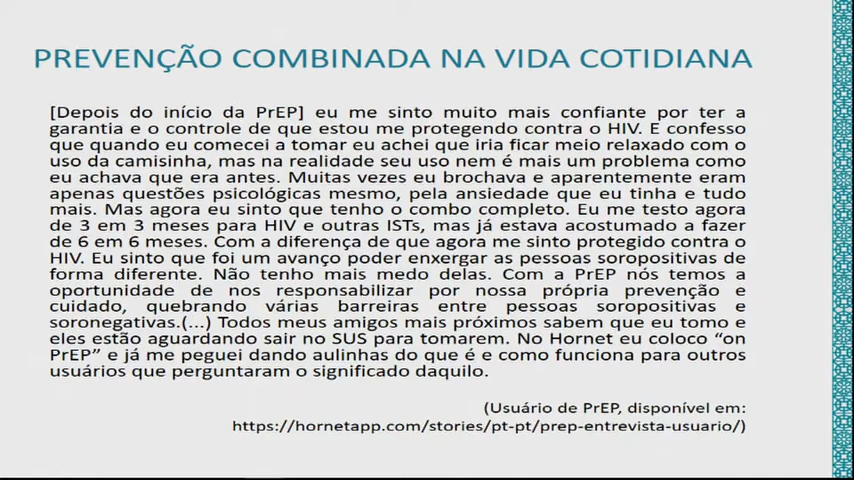 PREVENÇÃO COMBINADA NA VIDA COTIDIANA
[Depois do início da PrEP] eu me sinto muito mais confiante por ter a
garantia e o controle de que estou me protegendo contra o HIV. E confesso
que quando eu comecei a tomar eu achei que iria ficar meio relaxado com o
uso da camisinha, mas na realidade seu uso nem é mais um problema como
eu achava que era antes. Muitas vezes eu brochava e aparentemente eram
apenas questões psicológicas mesmo, pela ansiedade que eu tinha e tudo
mais. Mas agora eu sinto que tenho o combo completo. Eu me testo agora
de 3 em 3 meses para HIV e outras ISTs, mas já estava acostumado a fazer
de 6 em 6 meses. Com a diferença de que agora me sinto protegido contra o
HIV. Eu sinto que foi um avanço poder enxergar as pessoas soropositivas de
forma diferente. Não tenho mais medo delas. Com a PrEP nós temos a
oportunidade de nos responsabilizar por nossa própria prevenção e
cuidado, quebrando várias barreiras entre pessoas soropositivas e
soronegativas.(...) Todos meus amigos mais próximos sabem que eu tomo e
eles estão aguardando sair no SUS para tomarem. No Hornet eu coloco “on
PrEP” e já me peguei dando aulinhas do que é e como funciona para outros
usuários que perguntaram o significado daquilo.
(Usuário de PrEP, disponível em:
https://hornetapp.com/stories/pt-pt/prep-entrevista-usuario/)